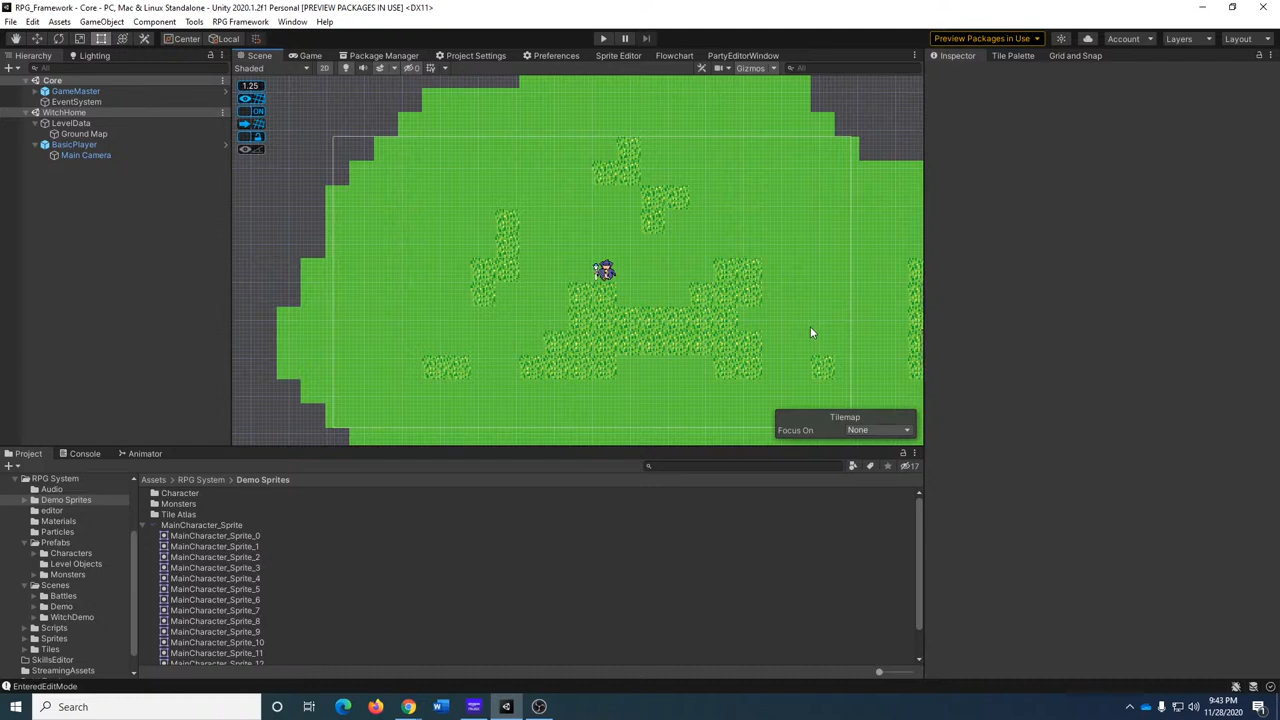 RPG_Framework - Core - PC, Mac & Linux Standalone - Unity 2020.1.2f1 Personal [PREVIEW PACKAGES IN USE] <DX11>
File Edit Assets GameObject Component Tools RPG Framework Window Help
Center Local Preview Packages in Use Account Layers Layout
Hierarchy Lighting Scene Game Package Manager Project Settings Preferences Sprite Editor Flowchart PartyEditorWindow Inspector Tile Palette Grid and Snap
Shaded 2D 0 Gizmos All
Core
GameMaster
EventSystem
WitchHome
LevelData
Ground Map
BasicPlayer
Main Camera
1.25
ON
Tilemap
Focus On None
Project Console Animator
17
RPG System
Audio
Demo Sprites
editor
Materials
Particles
Prefabs
Characters
Level Objects
Monsters
Scenes
Battles
Demo
WitchDemo
Scripts
Sprites
Tiles
SkillsEditor
StreamingAssets
Assets RPG System Demo Sprites
Character
Monsters
Tile Atlas
MainCharacter_Sprite
MainCharacter_Sprite_0
MainCharacter_Sprite_1
MainCharacter_Sprite_2
MainCharacter_Sprite_3
MainCharacter_Sprite_4
MainCharacter_Sprite_5
MainCharacter_Sprite_6
MainCharacter_Sprite_7
MainCharacter_Sprite_8
MainCharacter_Sprite_9
MainCharacter_Sprite_10
MainCharacter_Sprite_11
MainCharacter_Sprite_12
EnteredEditMode
Search
9:43 PM
11/28/2020